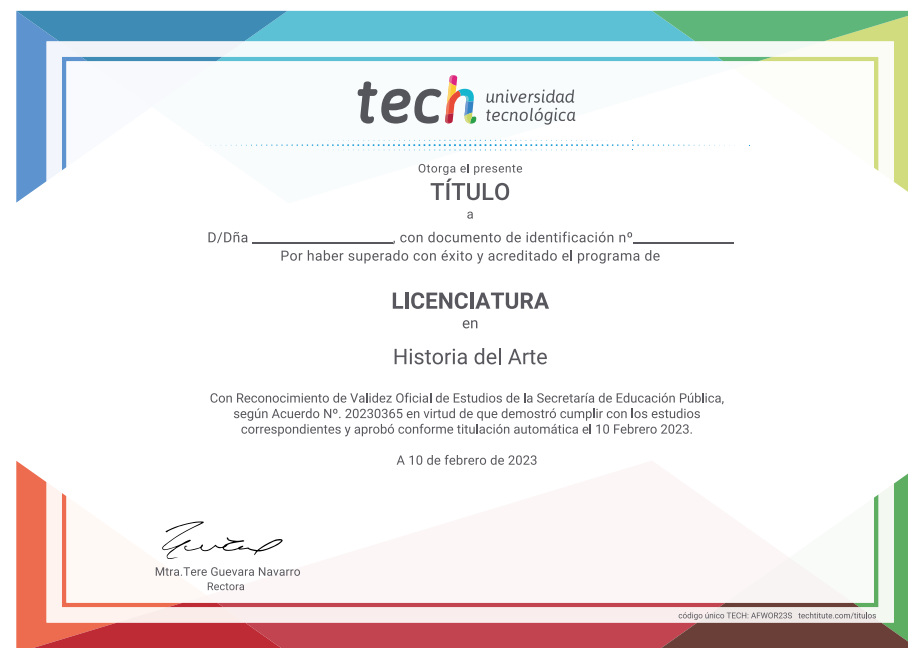 tech universidad
tecnológica
Otorga el presente
TÍTULO
a
D/Dña ____________________, con documento de identificación nº______________
Por haber superado con éxito y acreditado el programa de
LICENCIATURA
en
Historia del Arte
Con Reconocimiento de Validez Oficial de Estudios de la Secretaría de Educación Pública,
según Acuerdo Nº. 20230365 en virtud de que demostró cumplir con los estudios
correspondientes y aprobó conforme titulación automática el 10 Febrero 2023.
A 10 de febrero de 2023
Mtra.Tere Guevara Navarro
Rectora
código único TECH: AFWOR23S techtitute.com/titulos